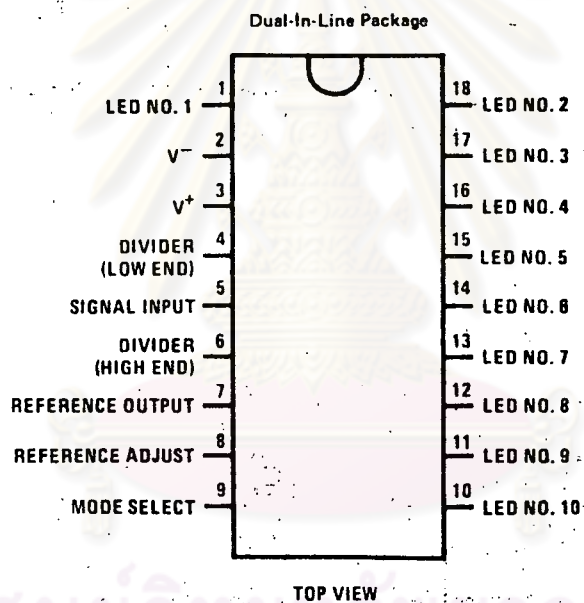 Dual-In-Line Package
1 18
LED NO. 1 LED NO. 2
2 17
V⁻ LED NO. 3
3 16
V⁺ LED NO. 4
4 15
DIVIDER (LOW END) LED NO. 5
5 14
SIGNAL INPUT LED NO. 6
6 13
DIVIDER (HIGH END) LED NO. 7
7 12
REFERENCE OUTPUT LED NO. 8
8 11
REFERENCE ADJUST LED NO. 9
9 10
MODE SELECT LED NO. 10
TOP VIEW